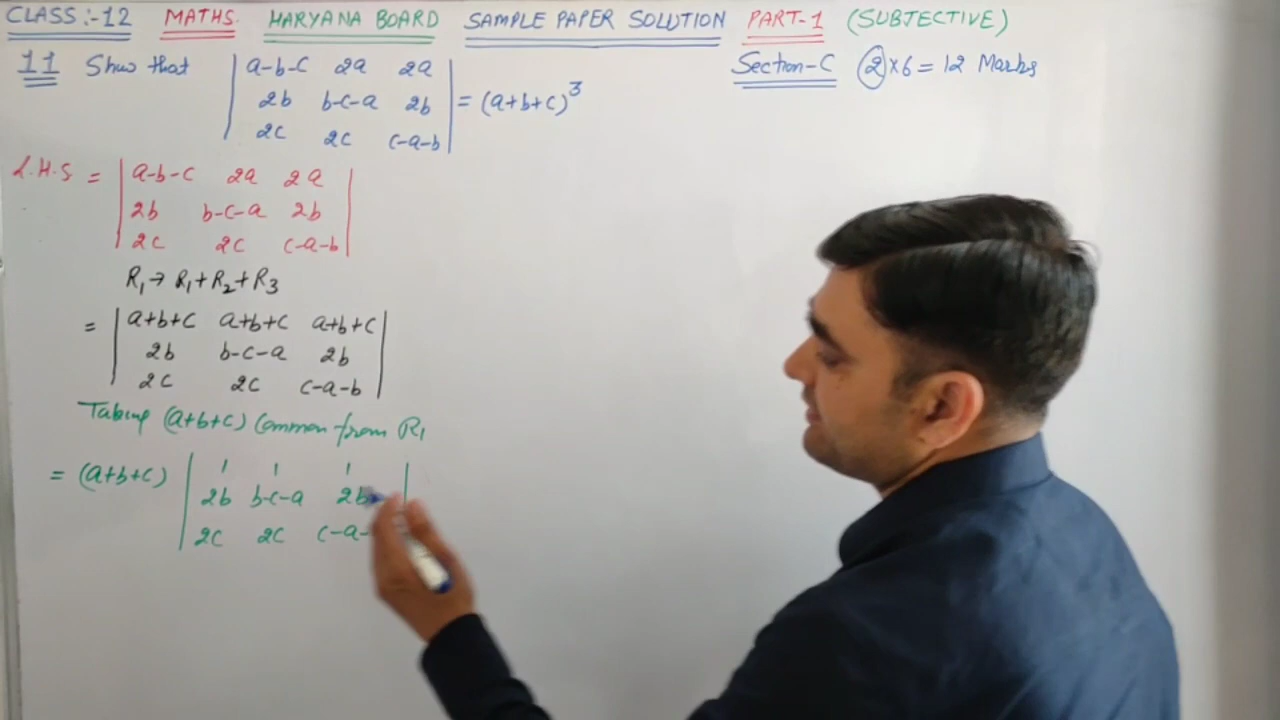 CLASS:-12 MATHS. HARYANA BOARD SAMPLE PAPER SOLUTION PART-1 (SUBJECTIVE)
Section-C 2×6=12 Marks
11 Show that | a-b-c 2a 2a |
| 2b b-c-a 2b | = (a+b+c)³
| 2c 2c c-a-b |
L.H.S = | a-b-c 2a 2a |
| 2b b-c-a 2b |
| 2c 2c c-a-b |
R₁→R₁+R₂+R₃
= | a+b+c a+b+c a+b+c |
| 2b b-c-a 2b |
| 2c 2c c-a-b |
Taking (a+b+c) Common from R₁
= (a+b+c) | 1 1 1 |
| 2b b-c-a 2b |
| 2c 2c c-a-